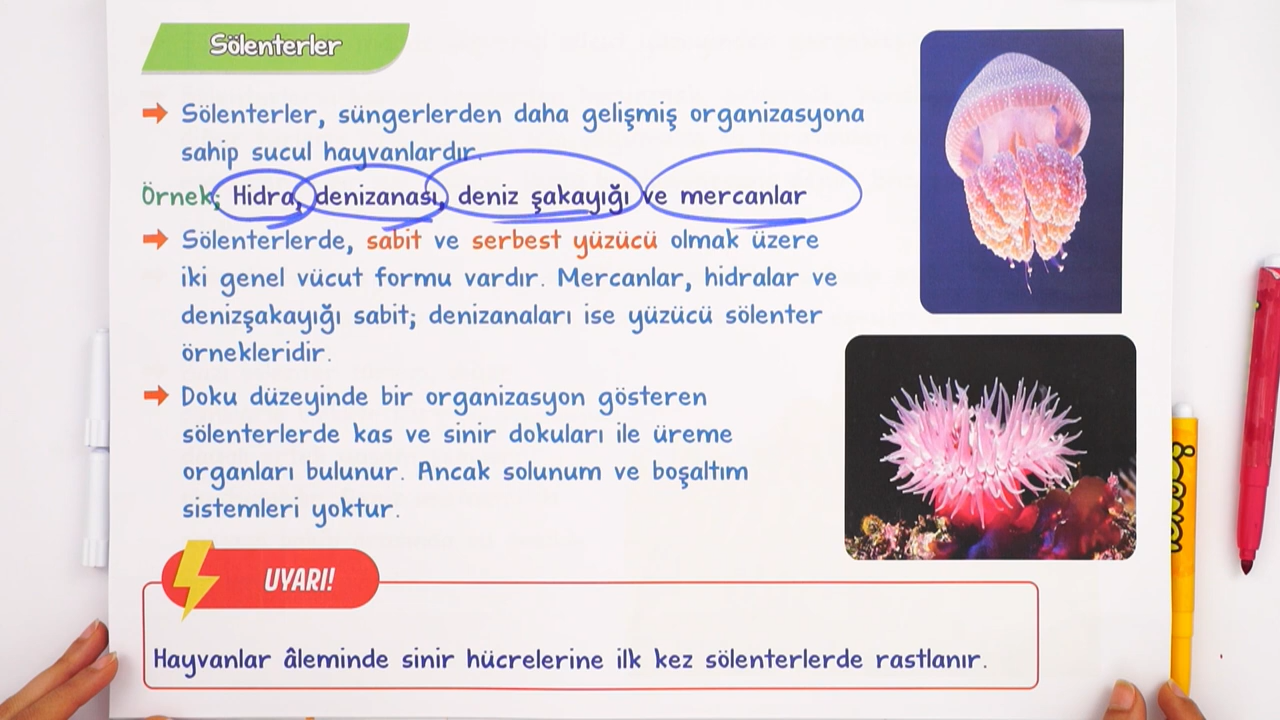 Sölenterler
Sölenterler, süngerlerden daha gelişmiş organizasyona
sahip sucul hayvanlardır.
Örnek; Hidra, denizanası, deniz şakayığı ve mercanlar
Sölenterlerde, sabit ve serbest yüzücü olmak üzere
iki genel vücut formu vardır. Mercanlar, hidralar ve
denizşakayığı sabit; denizanaları ise yüzücü sölenter
örnekleridir.
Doku düzeyinde bir organizasyon gösteren
sölenterlerde kas ve sinir dokuları ile üreme
organları bulunur. Ancak solunum ve boşaltım
sistemleri yoktur.
UYARI!
Hayvanlar âleminde sinir hücrelerine ilk kez sölenterlerde rastlanır.